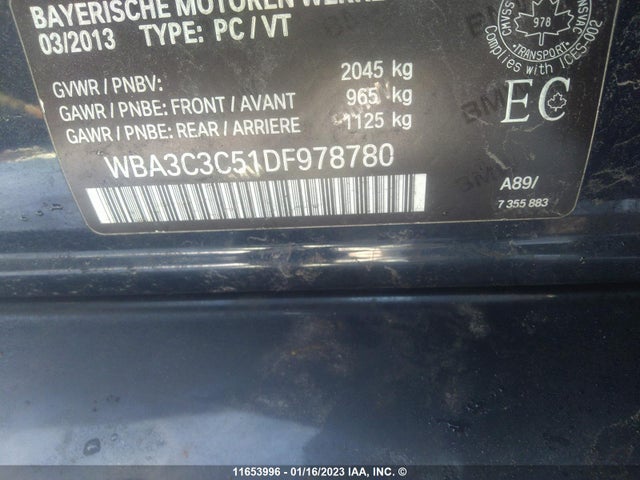 BAYERISCHE MOTOREN
03/2013 TYPE: PC / VT
GVWR / PNBV: 2045 kg
GAWR / PNBE: FRONT / AVANT 965 kg
GAWR / PNBE: REAR / ARRIERE 1125 kg
WBA3C3C51DF978780
978
TRANSPORT
Complies with ICES-002
EC
A89/
7 355 883
11653996 - 01/16/2023 IAA, INC. ©